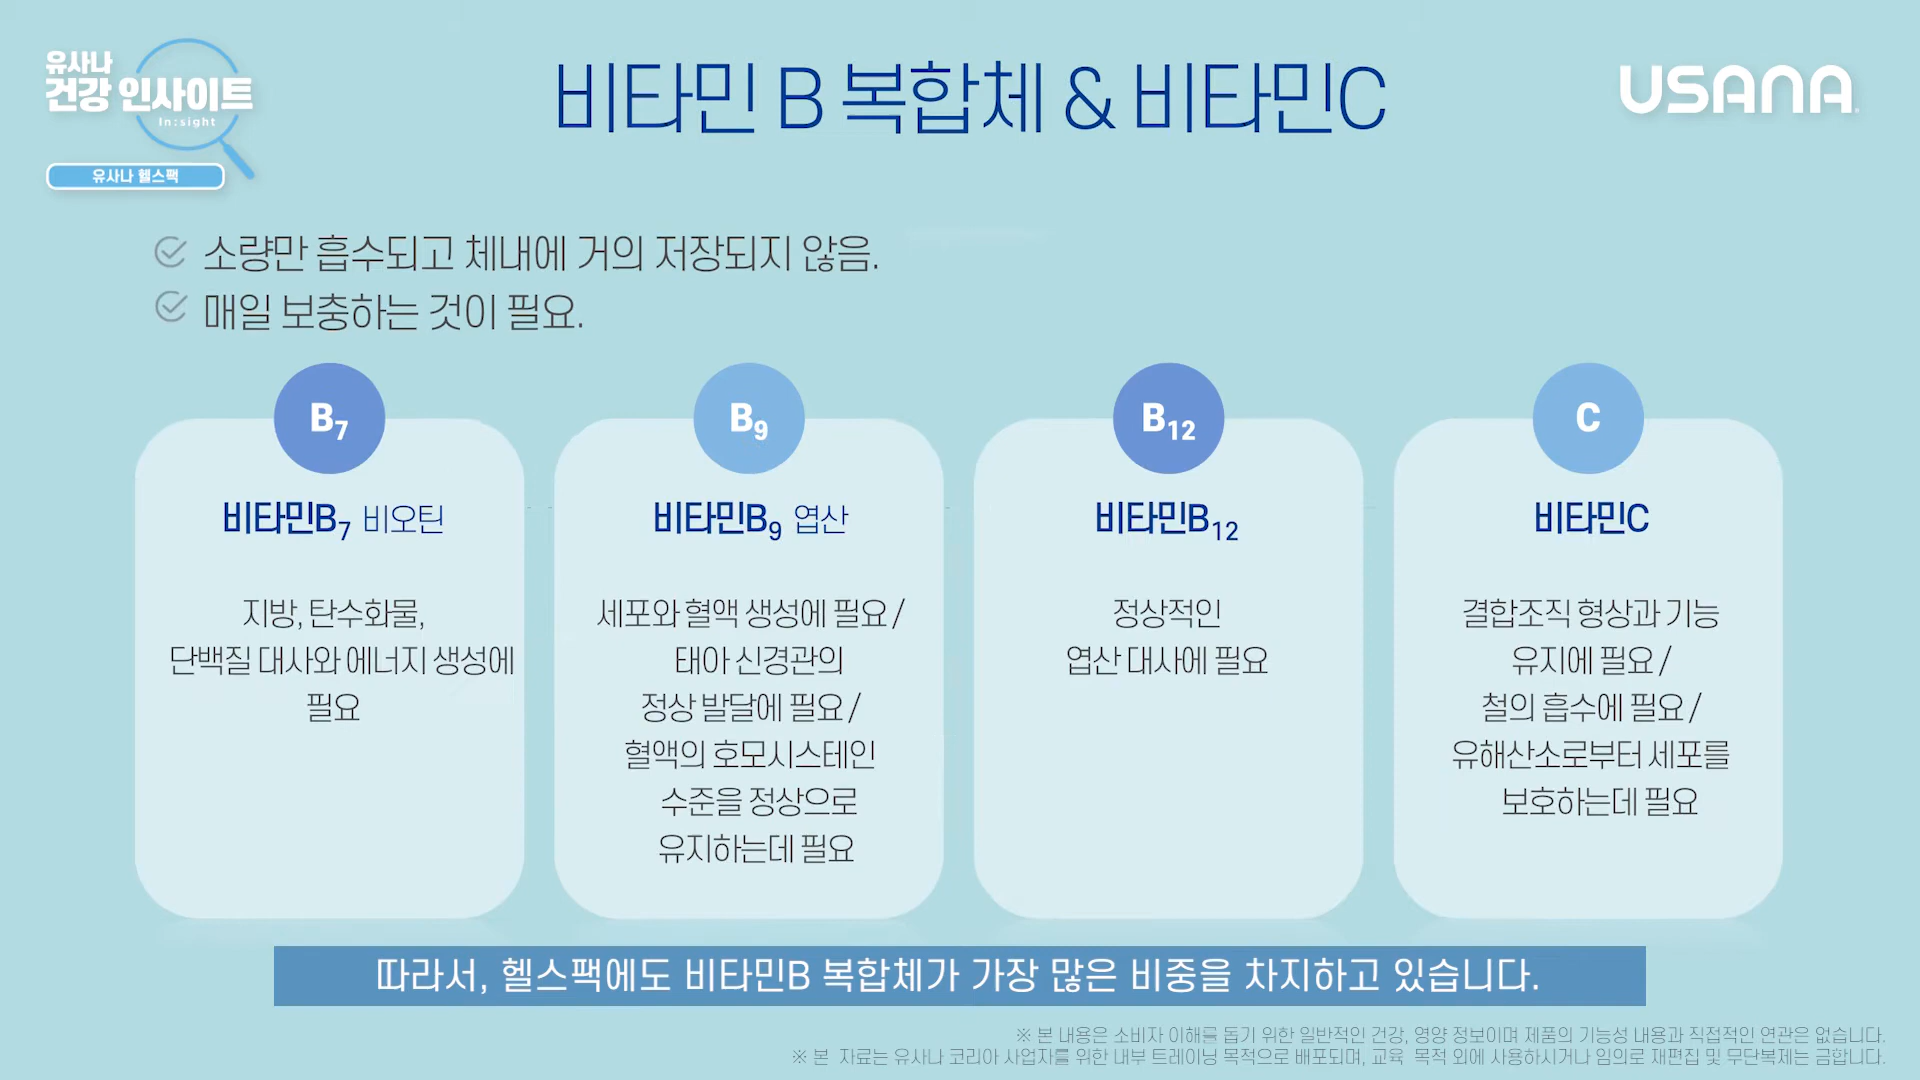 유사나
건강 인사이트
In:sight
유사나 헬스팩
비타민 B 복합체 & 비타민C
USANA
소량만 흡수되고 체내에 거의 저장되지 않음.
매일 보충하는 것이 필요.
B7
비타민B7 비오틴
지방, 탄수화물,
단백질 대사와 에너지 생성에
필요
B9
비타민B9 엽산
세포와 혈액 생성에 필요 /
태아 신경관의
정상 발달에 필요 /
혈액의 호모시스테인
수준을 정상으로
유지하는데 필요
B12
비타민B12
정상적인
엽산 대사에 필요
C
비타민C
결합조직 형상과 기능
유지에 필요 /
철의 흡수에 필요 /
유해산소로부터 세포를
보호하는데 필요
따라서, 헬스팩에도 비타민B 복합체가 가장 많은 비중을 차지하고 있습니다.
※ 본 내용은 소비자 이해를 돕기 위한 일반적인 건강, 영양 정보이며 제품의 기능성 내용과 직접적인 연관은 없습니다.
※ 본 자료는 유사나 코리아 사업자를 위한 내부 트레이닝 목적으로 배포되며, 교육 목적 외에 사용하시거나 임의로 재편집 및 무단복제는 금합니다.